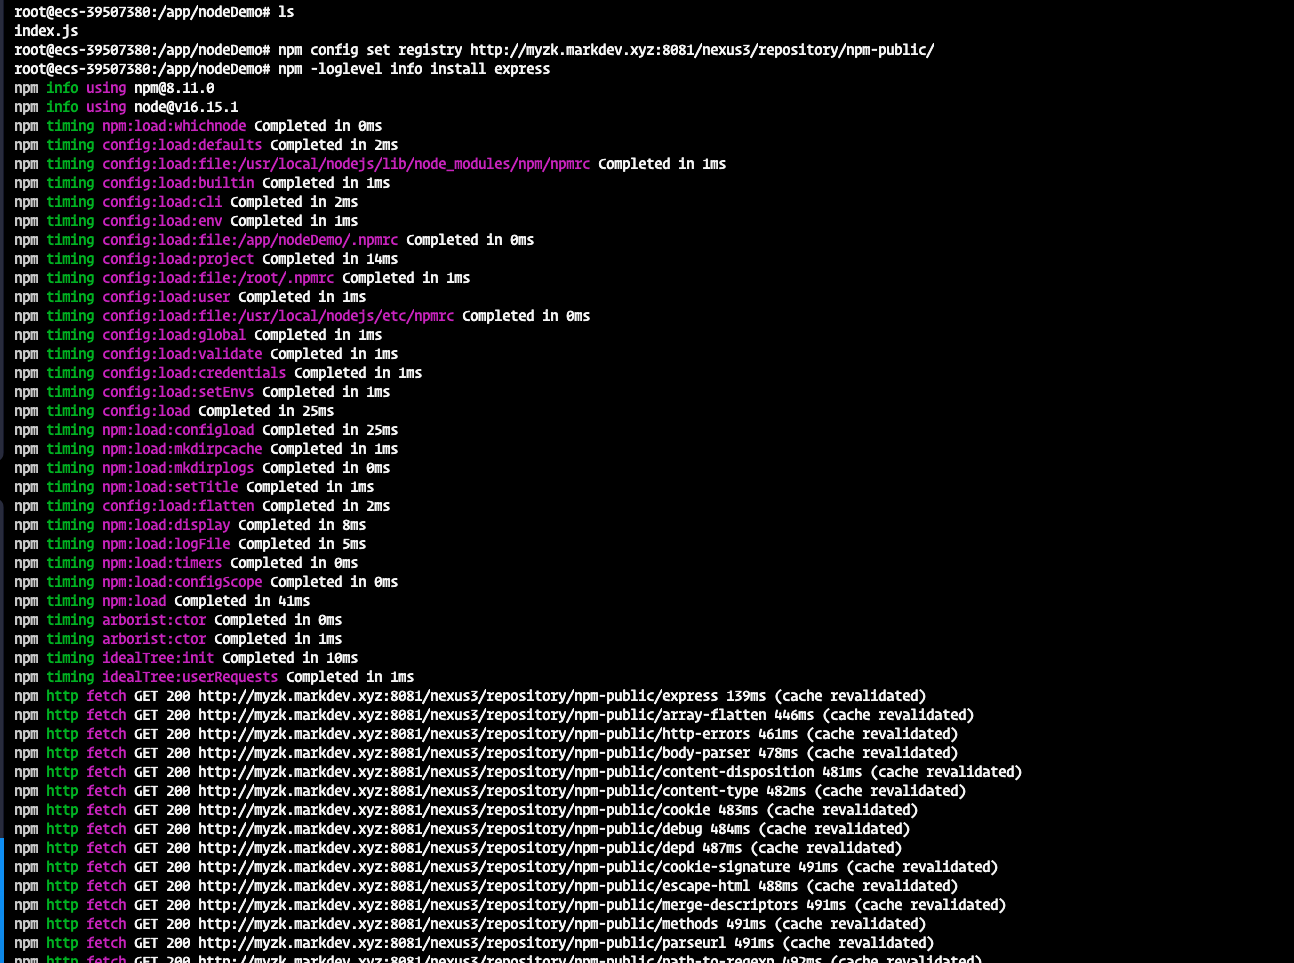 root@ecs-39507380:/app/nodeDemo# ls
index.js
root@ecs-39507380:/app/nodeDemo# npm config set registry http://myzk.markdev.xyz:8081/nexus3/repository/npm-public/
root@ecs-39507380:/app/nodeDemo# npm -loglevel info install express
npm info using npm@8.11.0
npm info using node@v16.15.1
npm timing npm:load:whichnode Completed in 0ms
npm timing config:load:defaults Completed in 2ms
npm timing config:load:file:/usr/local/nodejs/lib/node_modules/npm/npmrc Completed in 1ms
npm timing config:load:builtin Completed in 1ms
npm timing config:load:cli Completed in 2ms
npm timing config:load:env Completed in 1ms
npm timing config:load:file:/app/nodeDemo/.npmrc Completed in 0ms
npm timing config:load:project Completed in 14ms
npm timing config:load:file:/root/.npmrc Completed in 1ms
npm timing config:load:user Completed in 1ms
npm timing config:load:file:/usr/local/nodejs/etc/npmrc Completed in 0ms
npm timing config:load:global Completed in 1ms
npm timing config:load:validate Completed in 1ms
npm timing config:load:credentials Completed in 1ms
npm timing config:load:setEnvs Completed in 1ms
npm timing config:load Completed in 25ms
npm timing npm:load:configload Completed in 25ms
npm timing npm:load:mkdirpcache Completed in 1ms
npm timing npm:load:mkdirplogs Completed in 0ms
npm timing npm:load:setTitle Completed in 1ms
npm timing config:load:flatten Completed in 2ms
npm timing npm:load:display Completed in 8ms
npm timing npm:load:logFile Completed in 5ms
npm timing npm:load:timers Completed in 0ms
npm timing npm:load:configScope Completed in 0ms
npm timing npm:load Completed in 41ms
npm timing arborist:ctor Completed in 0ms
npm timing arborist:ctor Completed in 1ms
npm timing idealTree:init Completed in 10ms
npm timing idealTree:userRequests Completed in 1ms
npm http fetch GET 200 http://myzk.markdev.xyz:8081/nexus3/repository/npm-public/express 139ms (cache revalidated)
npm http fetch GET 200 http://myzk.markdev.xyz:8081/nexus3/repository/npm-public/array-flatten 446ms (cache revalidated)
npm http fetch GET 200 http://myzk.markdev.xyz:8081/nexus3/repository/npm-public/http-errors 461ms (cache revalidated)
npm http fetch GET 200 http://myzk.markdev.xyz:8081/nexus3/repository/npm-public/body-parser 478ms (cache revalidated)
npm http fetch GET 200 http://myzk.markdev.xyz:8081/nexus3/repository/npm-public/content-disposition 481ms (cache revalidated)
npm http fetch GET 200 http://myzk.markdev.xyz:8081/nexus3/repository/npm-public/content-type 482ms (cache revalidated)
npm http fetch GET 200 http://myzk.markdev.xyz:8081/nexus3/repository/npm-public/cookie 483ms (cache revalidated)
npm http fetch GET 200 http://myzk.markdev.xyz:8081/nexus3/repository/npm-public/debug 484ms (cache revalidated)
npm http fetch GET 200 http://myzk.markdev.xyz:8081/nexus3/repository/npm-public/depd 487ms (cache revalidated)
npm http fetch GET 200 http://myzk.markdev.xyz:8081/nexus3/repository/npm-public/cookie-signature 491ms (cache revalidated)
npm http fetch GET 200 http://myzk.markdev.xyz:8081/nexus3/repository/npm-public/escape-html 488ms (cache revalidated)
npm http fetch GET 200 http://myzk.markdev.xyz:8081/nexus3/repository/npm-public/merge-descriptors 491ms (cache revalidated)
npm http fetch GET 200 http://myzk.markdev.xyz:8081/nexus3/repository/npm-public/methods 491ms (cache revalidated)
npm http fetch GET 200 http://myzk.markdev.xyz:8081/nexus3/repository/npm-public/parseurl 491ms (cache revalidated)
npm http fetch GET 200 http://myzk.markdev.xyz:8081/nexus3/repository/npm-public/path-to-regexp 492ms (cache revalidated)